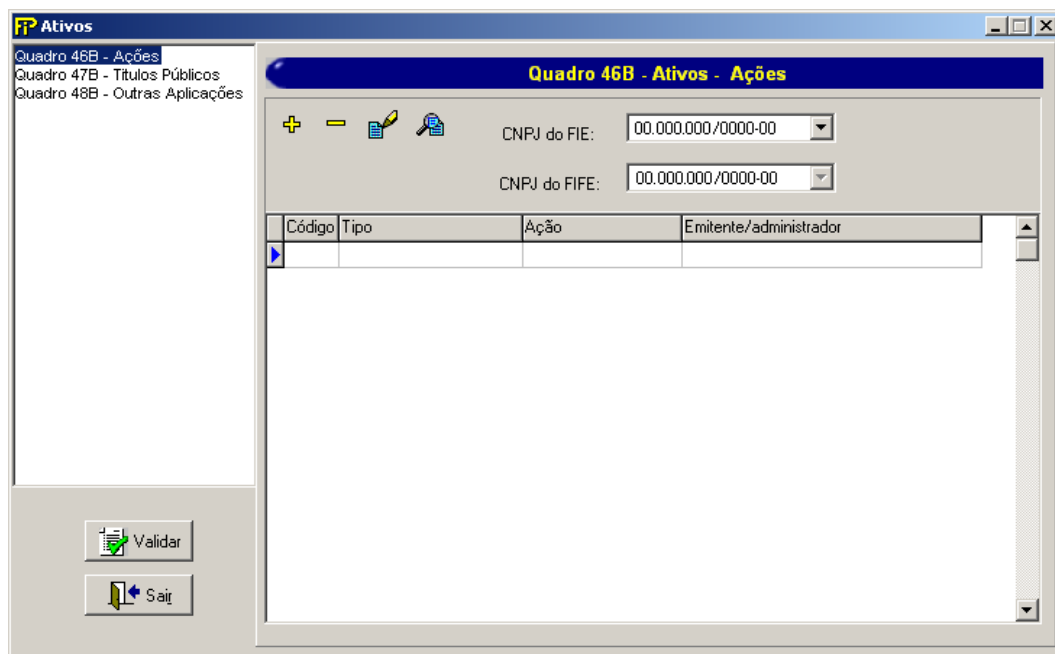 FiP Ativos
Quadro 46B - Ações
Quadro 47B - Titulos Públicos
Quadro 48B - Outras Aplicações
Quadro 46B - Ativos - Ações
CNPJ do FIE: 00.000.000/0000-00
CNPJ do FIFE: 00.000.000/0000-00
Código Tipo Ação Emitente/administrador
Validar
Sair